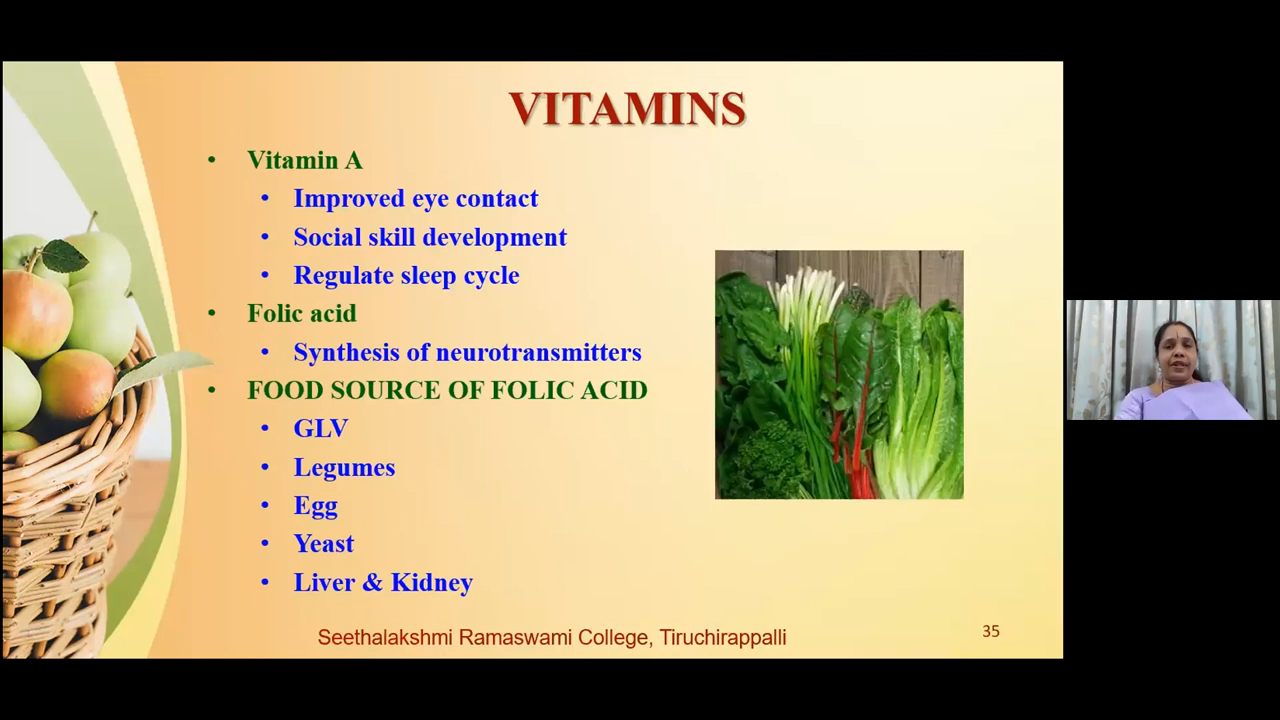 VITAMINS
• Vitamin A
• Improved eye contact
• Social skill development
• Regulate sleep cycle
• Folic acid
• Synthesis of neurotransmitters
• FOOD SOURCE OF FOLIC ACID
• GLV
• Legumes
• Egg
• Yeast
• Liver & Kidney
Seethalakshmi Ramaswami College, Tiruchirappalli
35